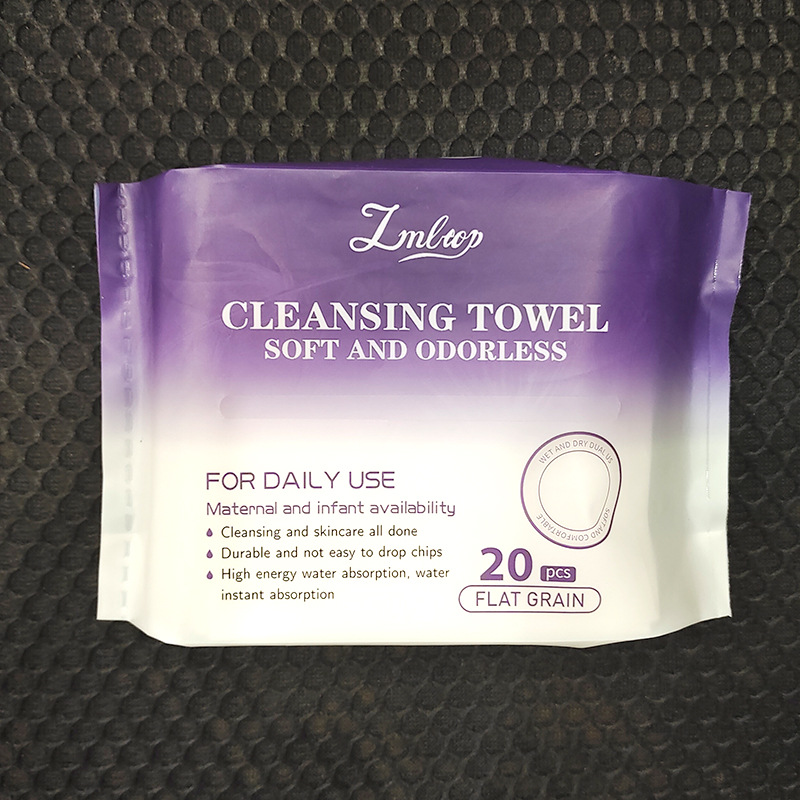 Zmltop
CLEANSING TOWEL
SOFT AND ODORLESS
WET AND DRY DUAL US
SOFT AND COMFORTABLE
FOR DAILY USE
Maternal and infant availability
Cleansing and skincare all done
Durable and not easy to drop chips
High energy water absorption, water
instant absorption
20 pcs
FLAT GRAIN